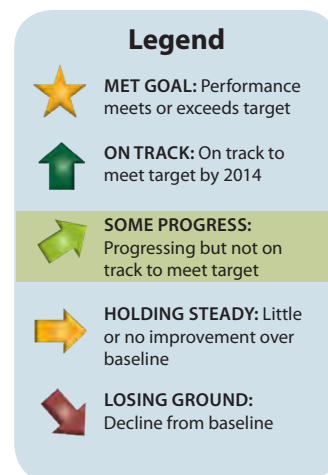 Legend
MET GOAL: Performance
meets or exceeds target
ON TRACK: On track to
meet target by 2014
SOME PROGRESS:
Progressing but not on
track to meet target
HOLDING STEADY: Little
or no improvement over
baseline
LOSING GROUND:
Decline from baseline